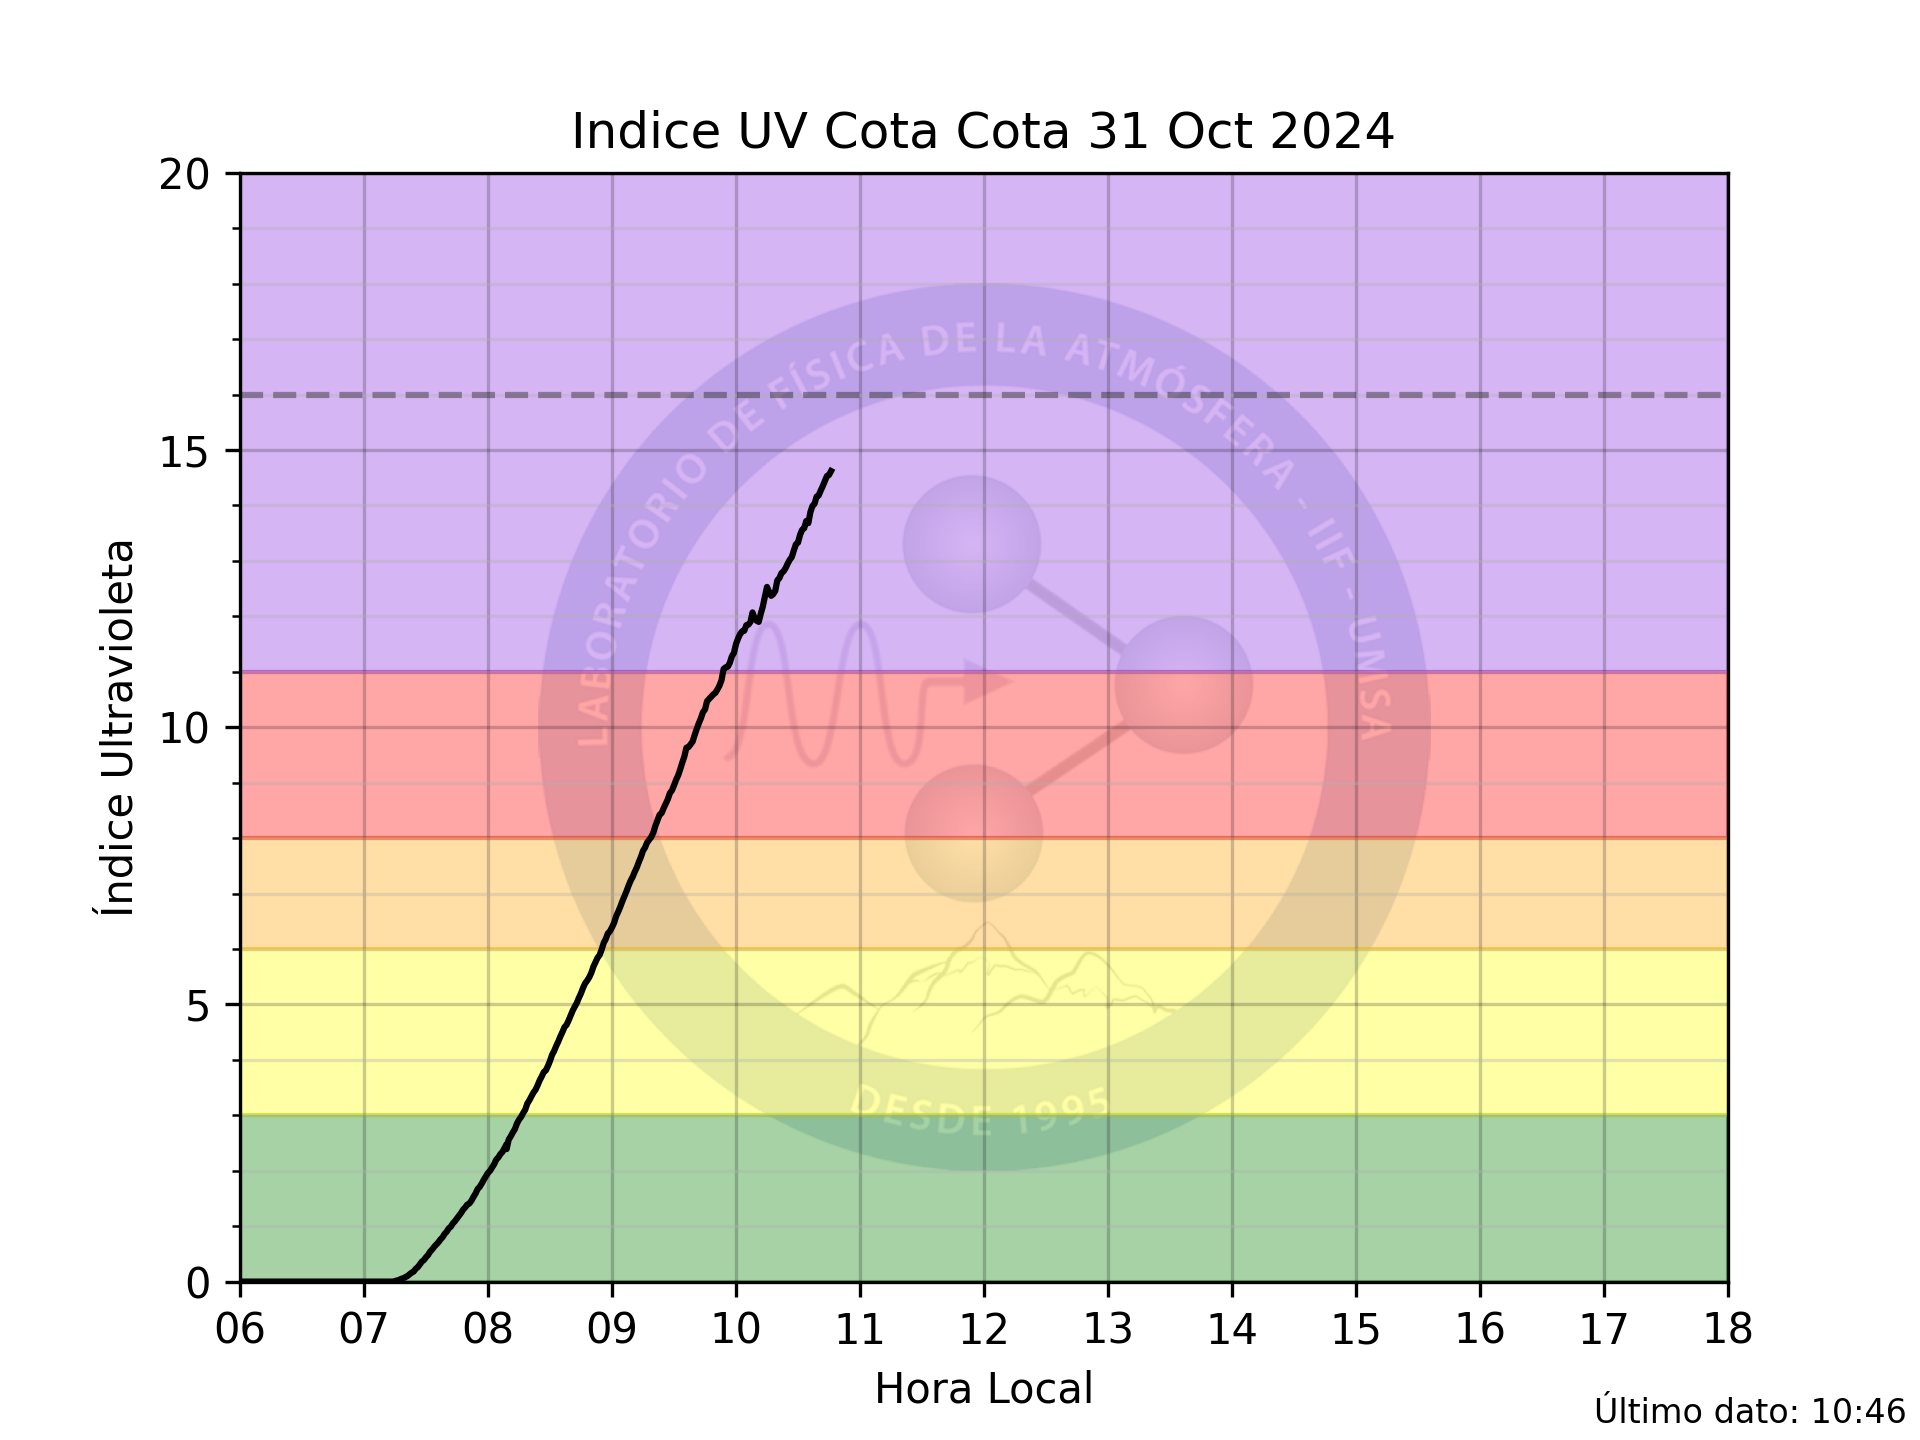 Indice UV Cota Cota 31 Oct 2024
20
15
10
5
0
Índice Ultravioleta
LABORATORIO DE FÍSICA DE LA ATMÓSFERA - IIF - UMSA
DESDE 1995
06 07 08 09 10 11 12 13 14 15 16 17 18
Hora Local
Último dato: 10:46